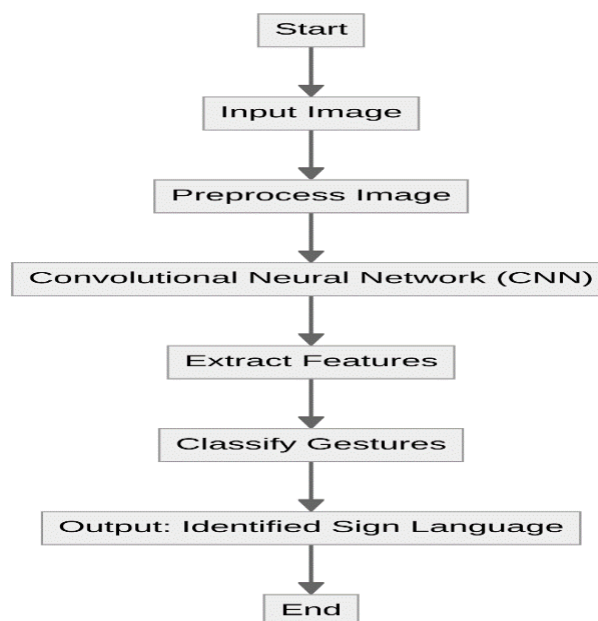 Start
Input Image
Preprocess Image
Convolutional Neural Network (CNN)
Extract Features
Classify Gestures
Output: Identified Sign Language
End